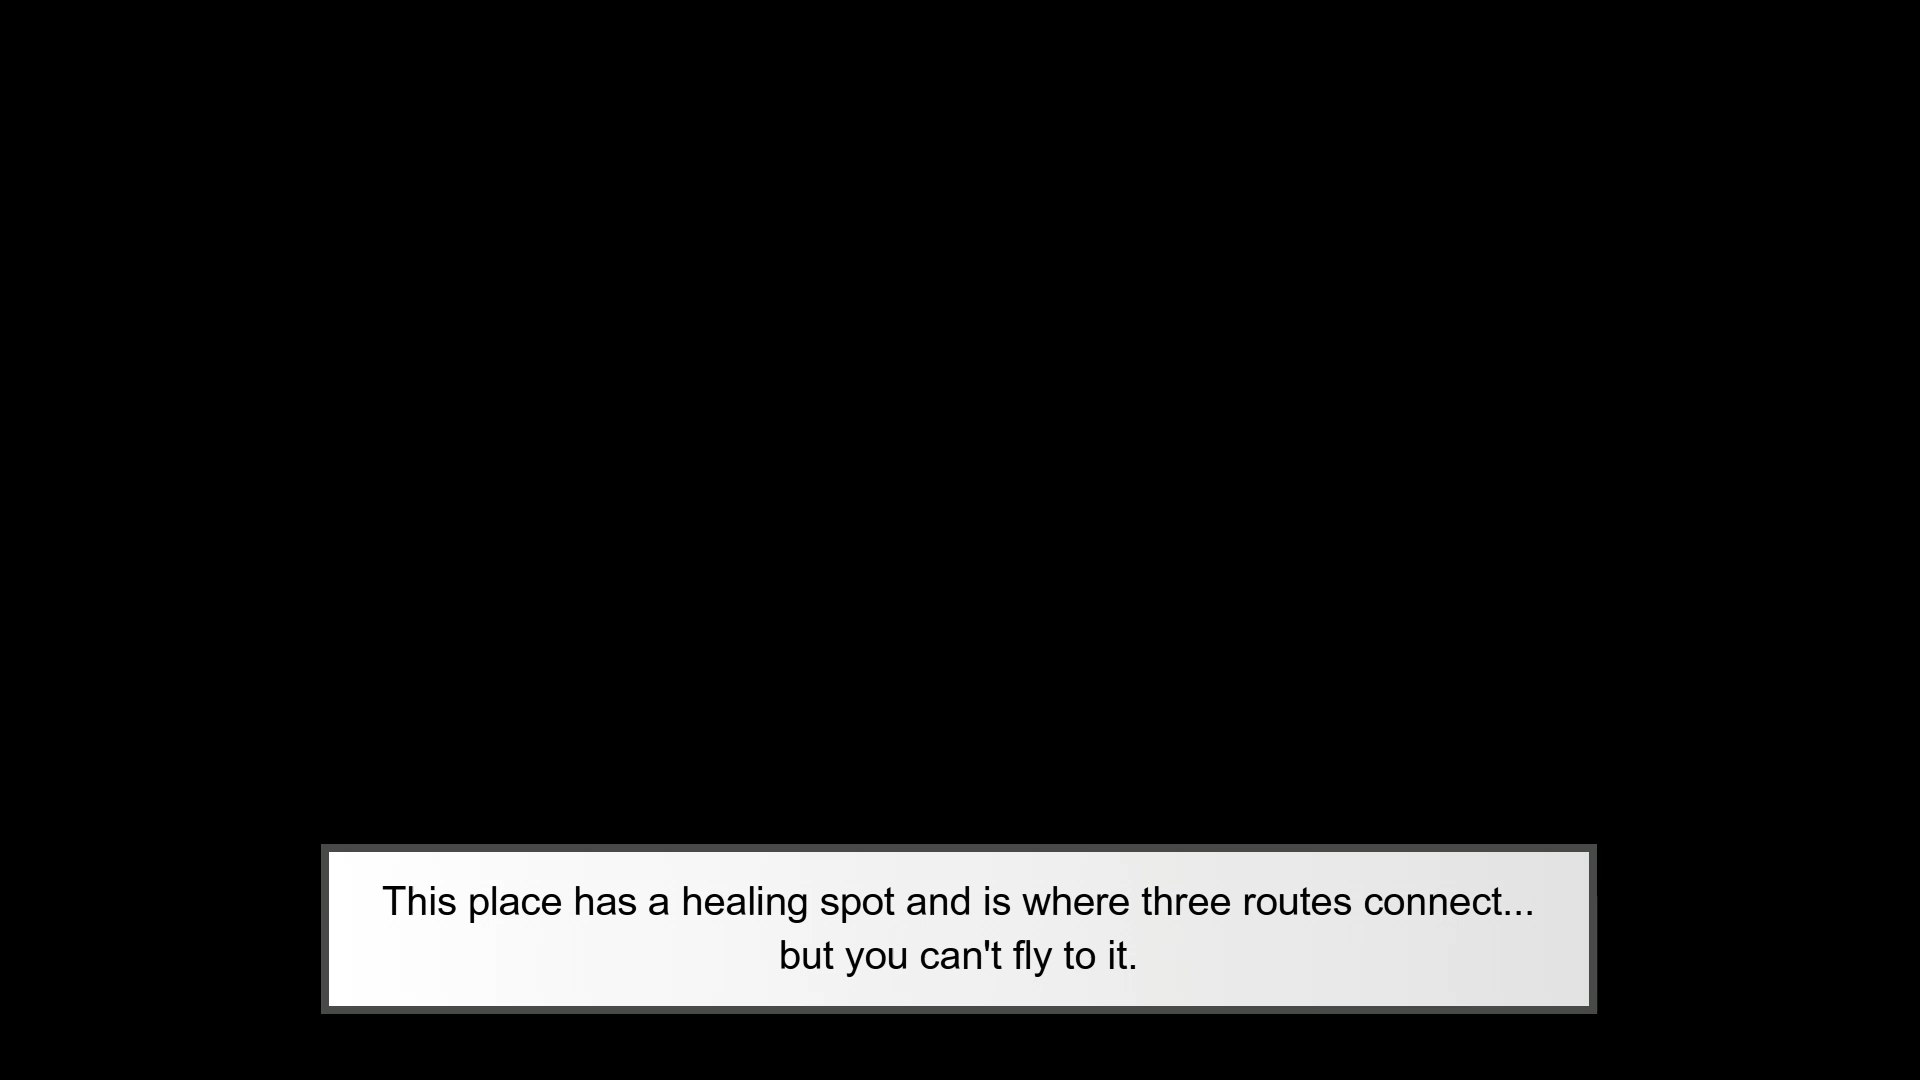 This place has a healing spot and is where three routes connect...
but you can't fly to it.